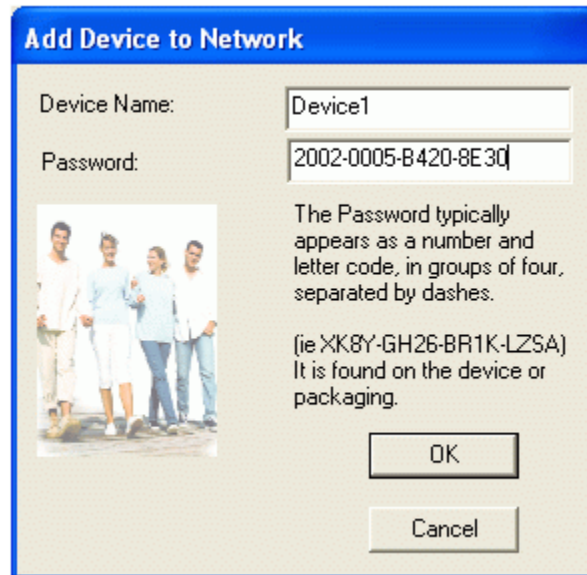 Add Device to Network
Device Name:
Device1
Password:
2002-0005-B420-8E30
The Password typically
appears as a number and
letter code, in groups of four,
separated by dashes.
(ie XK8Y-GH26-BR1K-LZSA)
It is found on the device or
packaging.
OK
Cancel